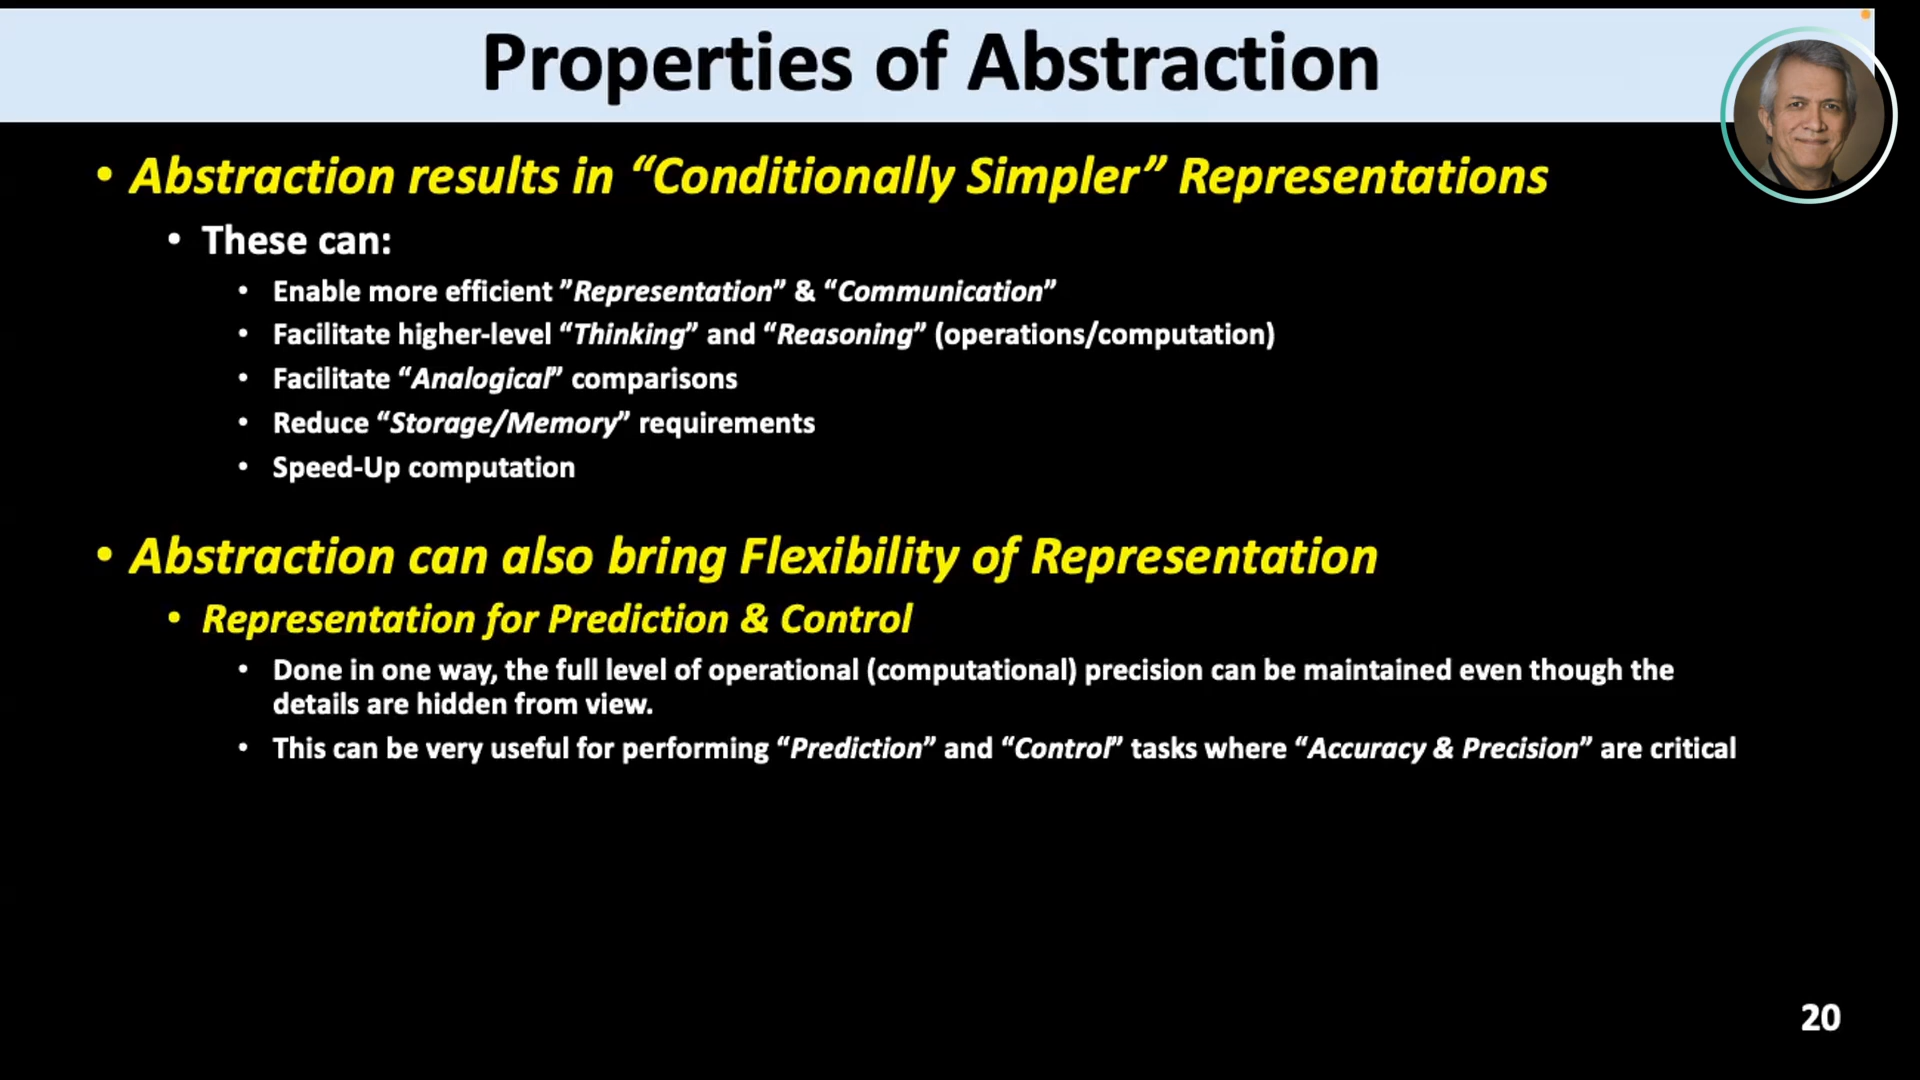 Properties of Abstraction
• Abstraction results in “Conditionally Simpler” Representations
• These can:
• Enable more efficient ”Representation” & “Communication”
• Facilitate higher-level “Thinking” and “Reasoning” (operations/computation)
• Facilitate “Analogical” comparisons
• Reduce “Storage/Memory” requirements
• Speed-Up computation
• Abstraction can also bring Flexibility of Representation
• Representation for Prediction & Control
• Done in one way, the full level of operational (computational) precision can be maintained even though the
details are hidden from view.
• This can be very useful for performing “Prediction” and “Control” tasks where “Accuracy & Precision” are critical
20